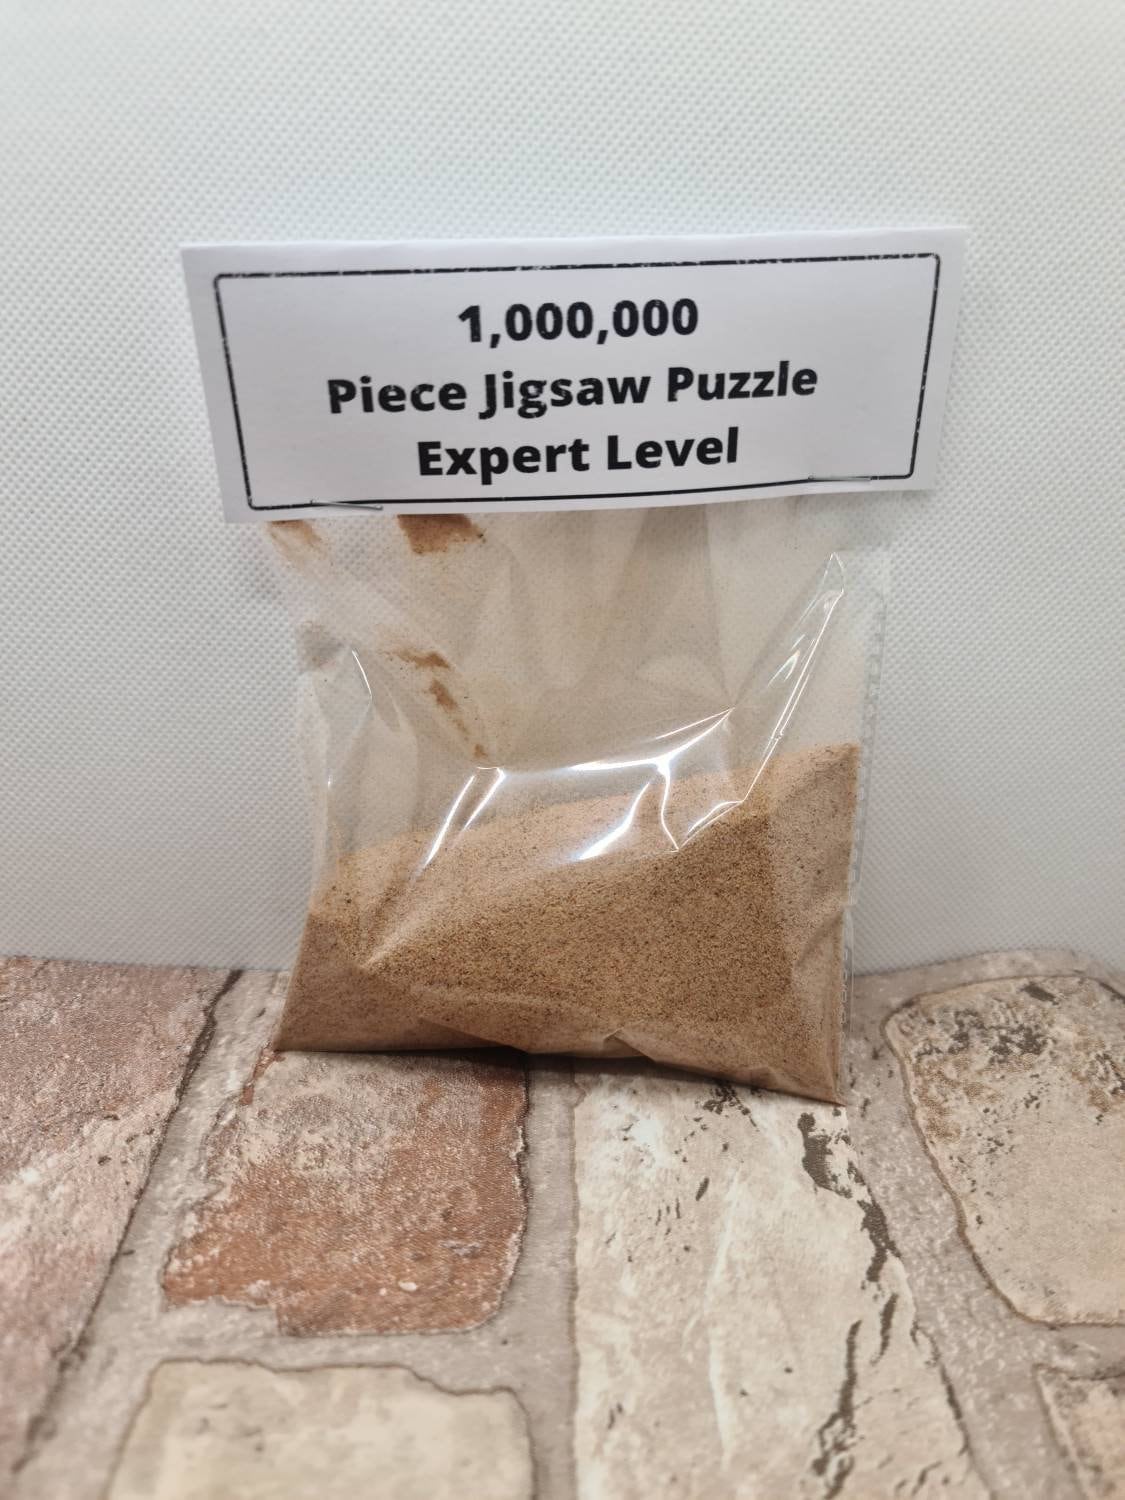 1,000,000
Piece Jigsaw Puzzle
Expert Level